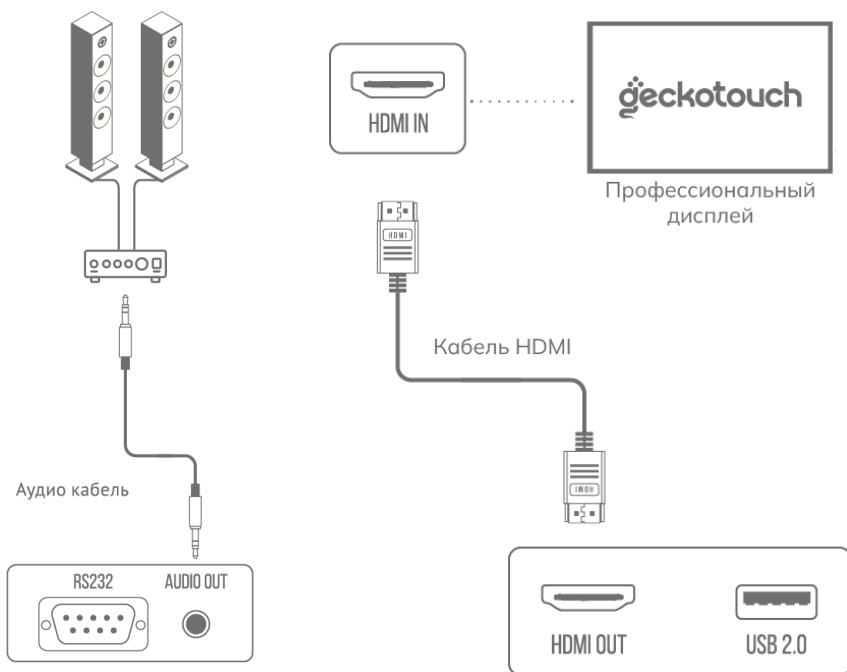 HDMI IN
geckotouch
Профессиональный
дисплей
HDMI
Кабель HDMI
Аудио кабель
HDMI
RS232
AUDIO OUT
HDMI OUT
USB 2.0